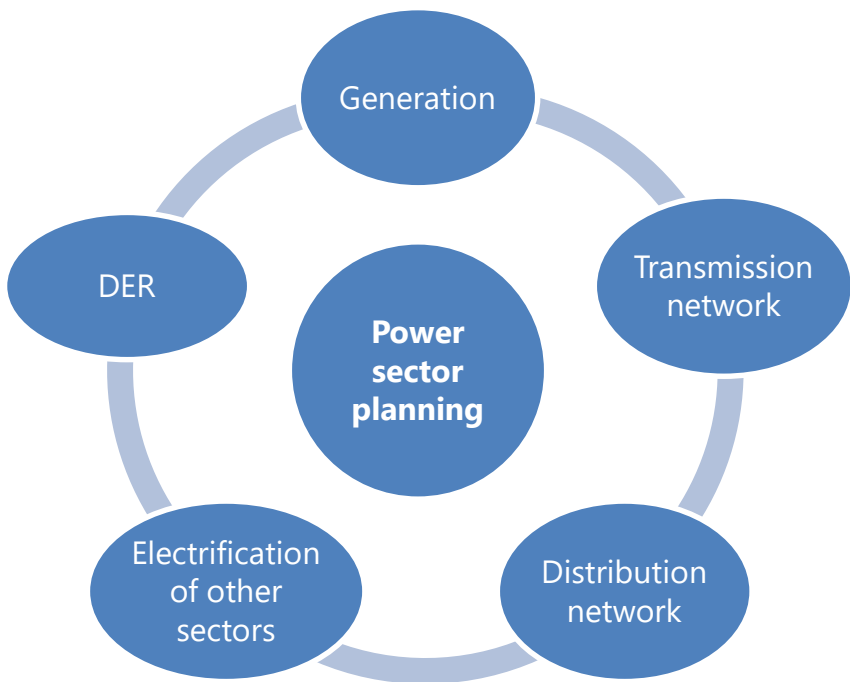 Generation
Transmission
network
Distribution
network
Electrification
of other
sectors
DER
Power
sector
planning